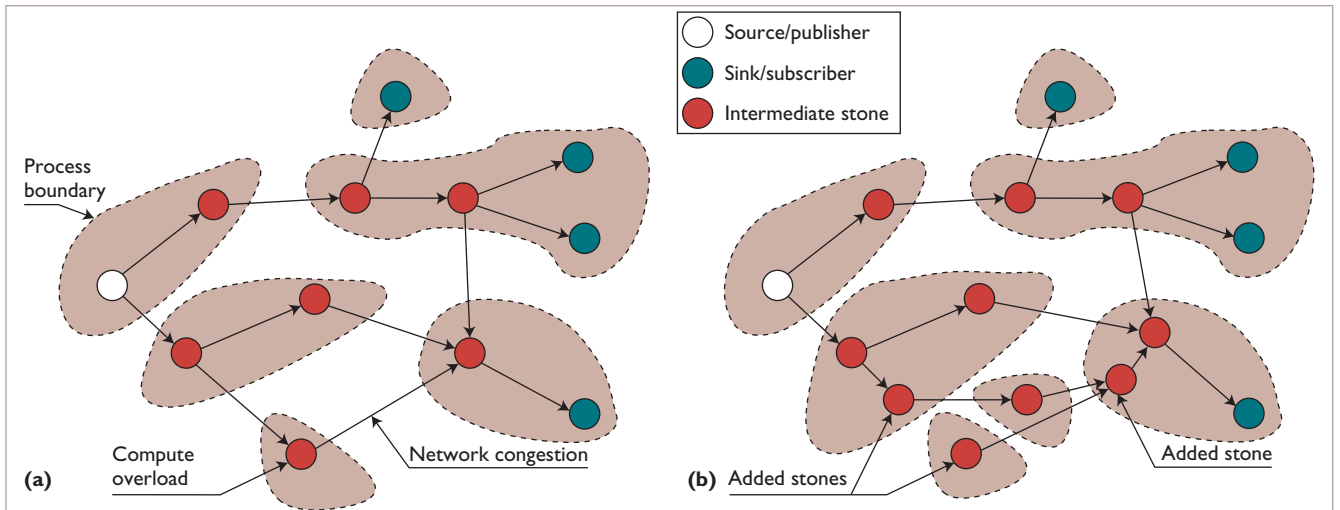 Source/publisher
Sink/subscriber
Intermediate stone
Process
boundary
Compute
overload
Network congestion
(a)
Added stones
Added stone
(b)